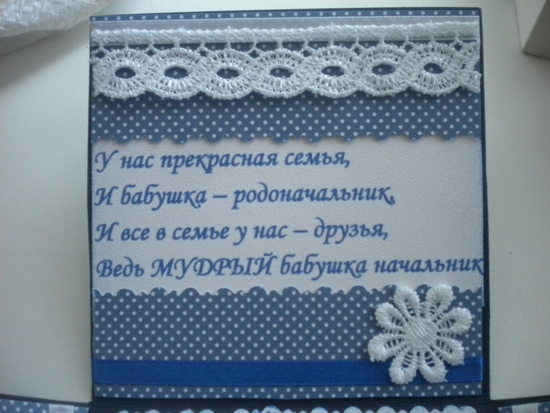 У нас прекрасная семья,
И бабушка – родоначальник,
И все в семье у нас – друзья,
Ведь МУДРЫЙ бабушка начальник